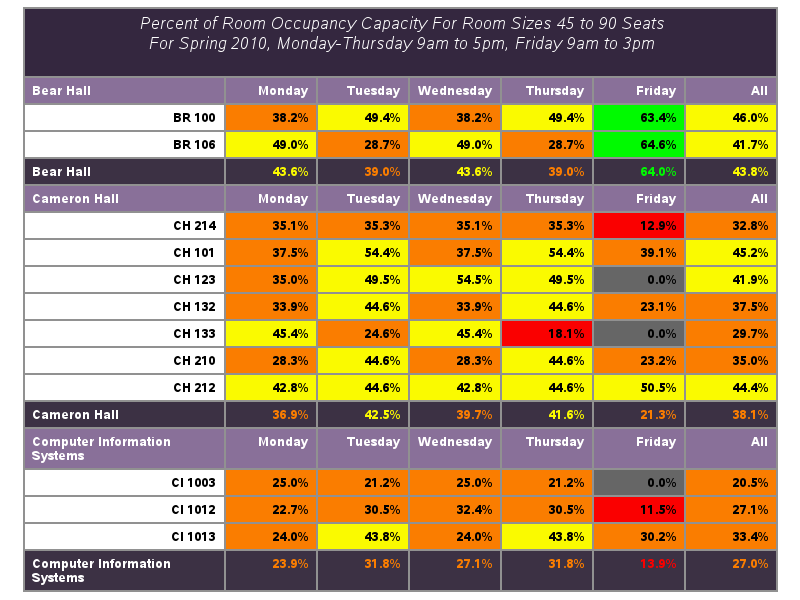 Percent of Room Occupancy Capacity For Room Sizes 45 to 90 Seats
For Spring 2010, Monday-Thursday 9am to 5pm, Friday 9am to 3pm
Bear Hall Monday Tuesday Wednesday Thursday Friday All
BR 100 38.2% 49.4% 38.2% 49.4% 63.4% 46.0%
BR 106 49.0% 28.7% 49.0% 28.7% 64.6% 41.7%
Bear Hall 43.6% 39.0% 43.6% 39.0% 64.0% 43.8%
Cameron Hall Monday Tuesday Wednesday Thursday Friday All
CH 214 35.1% 35.3% 35.1% 35.3% 12.9% 32.8%
CH 101 37.5% 54.4% 37.5% 54.4% 39.1% 45.2%
CH 123 35.0% 49.5% 54.5% 49.5% 0.0% 41.9%
CH 132 33.9% 44.6% 33.9% 44.6% 23.1% 37.5%
CH 133 45.4% 24.6% 45.4% 18.1% 0.0% 29.7%
CH 210 28.3% 44.6% 28.3% 44.6% 23.2% 35.0%
CH 212 42.8% 44.6% 42.8% 44.6% 50.5% 44.4%
Cameron Hall 36.9% 42.5% 39.7% 41.6% 21.3% 38.1%
Computer Information Monday Tuesday Wednesday Thursday Friday All
Systems
CI 1003 25.0% 21.2% 25.0% 21.2% 0.0% 20.5%
CI 1012 22.7% 30.5% 32.4% 30.5% 11.5% 27.1%
CI 1013 24.0% 43.8% 24.0% 43.8% 30.2% 33.4%
Computer Information 23.9% 31.8% 27.1% 31.8% 13.9% 27.0%
Systems